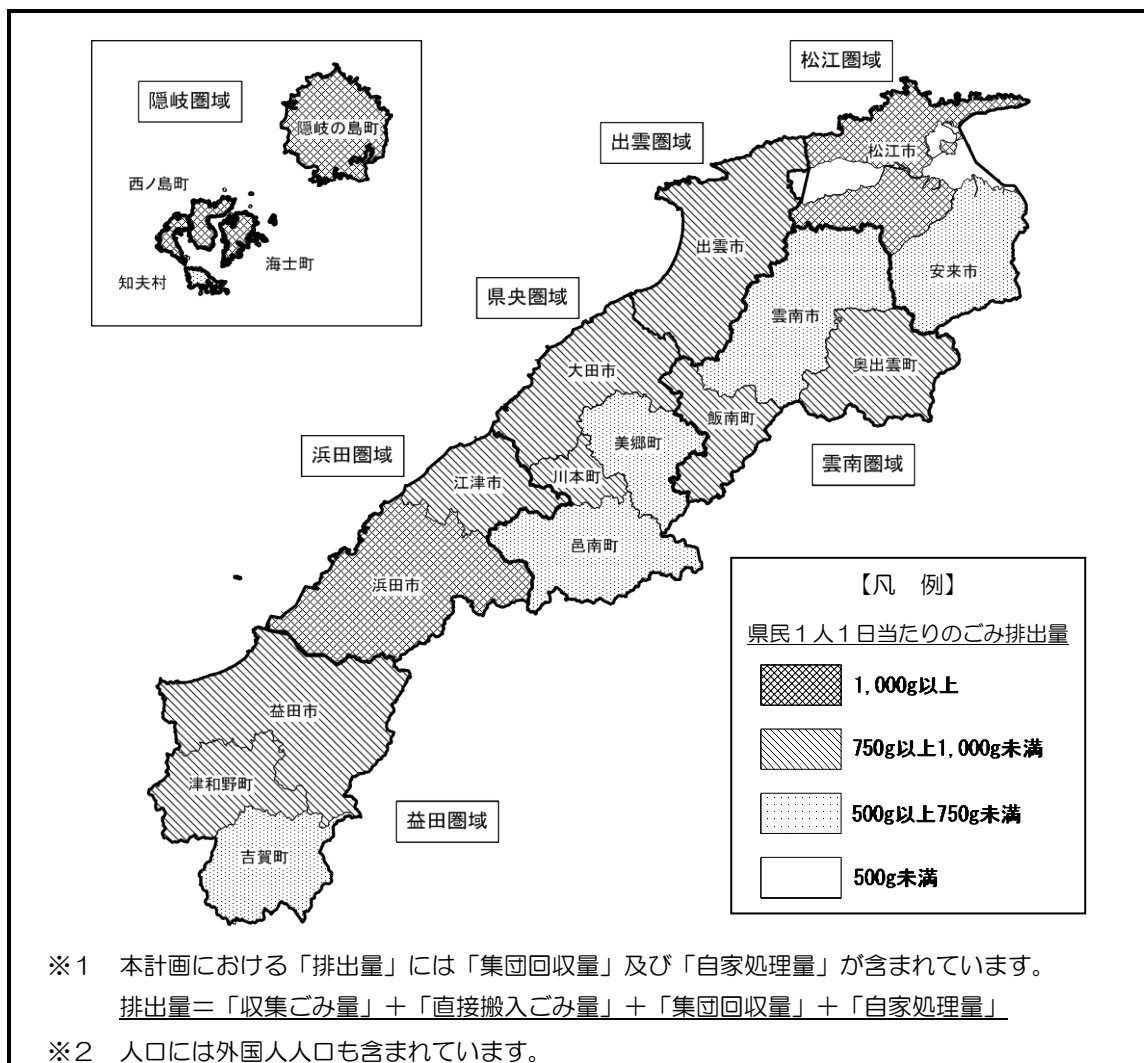 松江圏域
隠岐圏域
隠岐の島町
出雲圏域
松江市
西ノ島町
海士町
知夫村
出雲市
安来市
県央圏域
雲南市
大田市
奥出雲町
飯南町
美郷町
浜田圏域
川本町
雲南圏域
江津市
邑南町
浜田市
益田市
津和野町
益田圏域
吉賀町
【凡 例】
県民1人1日当たりのごみ排出量
1,000g以上
750g以上1,000g未満
500g以上750g未満
500g未満
※1 本計画における「排出量」には「集団回収量」及び「自家処理量」が含まれています。
排出量=「収集ごみ量」+「直接搬入ごみ量」+「集団回収量」+「自家処理量」
※2 人口には外国人人口も含まれています。